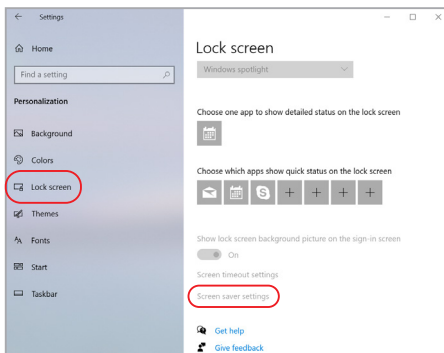 Settings
Home
Find a setting
Personalization
Background
Colors
Lock screen
Themes
Fonts
Start
Taskbar
Lock screen
Windows spotlight
Choose one app to show detailed status on the lock screen
Choose which apps show quick status on the lock screen
Show lock screen background picture on the sign-in screen
On
Screen timeout settings
Screen saver settings
Get help
Give feedback